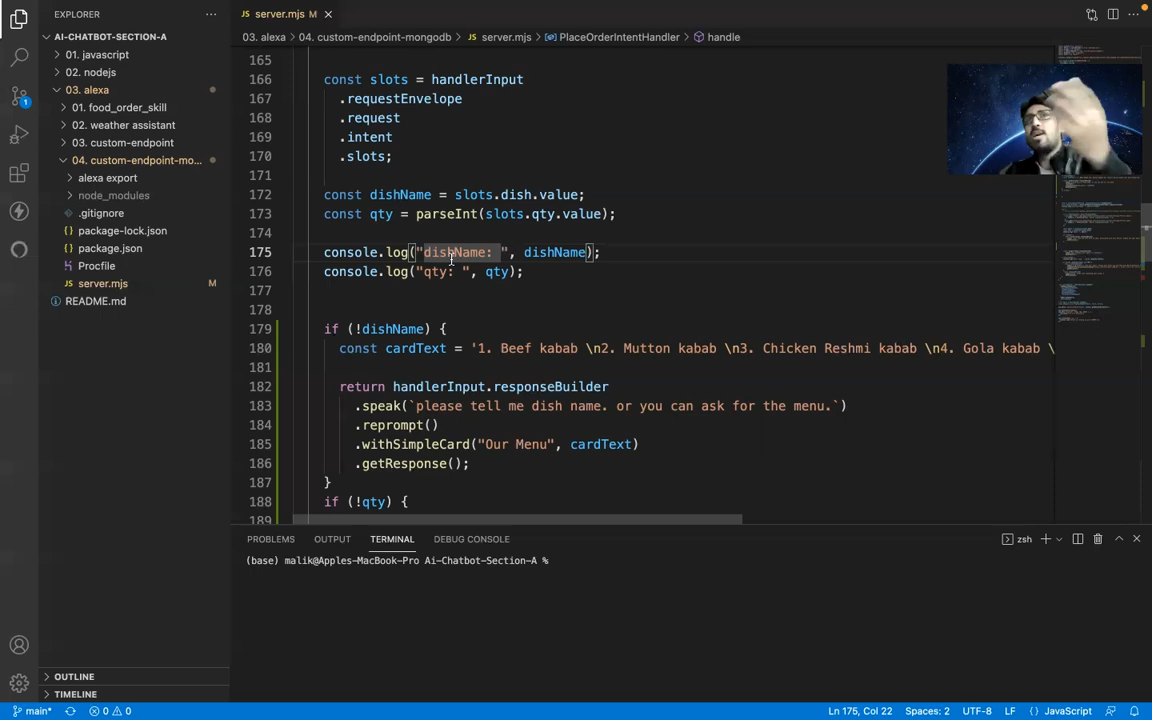 EXPLORER
···
AI-CHATBOT-SECTION-A
01. javascript
02. nodejs
03. alexa
01. food_order_skill
02. weather assistant
03. custom-endpoint
04. custom-endpoint-mo...
alexa export
node_modules
.gitignore
package-lock.json
package.json
Procfile
server.mjs M
README.md
OUTLINE
TIMELINE
1
JS server.mjs M
03. alexa > 04. custom-endpoint-mongodb > JS server.mjs > PlaceOrderIntentHandler > handle
165
166 const slots = handlerInput
167 .requestEnvelope
168 .request
169 .intent
170 .slots;
171
172 const dishName = slots.dish.value;
173 const qty = parseInt(slots.qty.value);
174
175 console.log("dishName: ", dishName);
176 console.log("qty: ", qty);
177
178
179 if (!dishName) {
180 const cardText = '1. Beef kabab \n2. Mutton kabab \n3. Chicken Reshmi kabab \n4. Gola kabab \
181
182 return handlerInput.responseBuilder
183 .speak(`please tell me dish name. or you can ask for the menu.`)
184 .reprompt()
185 .withSimpleCard("Our Menu", cardText)
186 .getResponse();
187 }
188 if (!qty) {
189
PROBLEMS OUTPUT TERMINAL DEBUG CONSOLE zsh
(base) malik@Apples-MacBook-Pro Ai-Chatbot-Section-A %
main* 0 0 Ln 175, Col 22 Spaces: 2 UTF-8 LF {} JavaScript